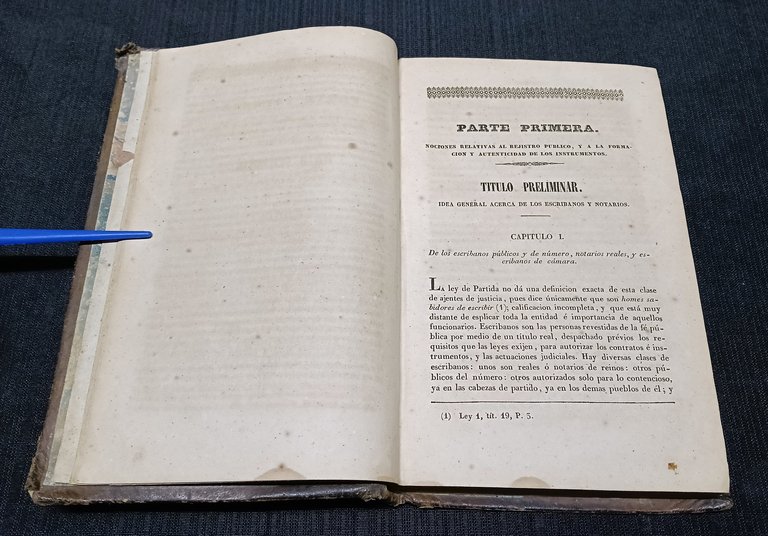 PARTE PRIMERA.
NOCIONES RELATIVAS AL REJISTRO PUBLICO, Y A LA FORMA-
CION Y AUTENTICIDAD DE LOS INSTRUMENTOS.
TITULO PRELIMINAR.
IDEA GENERAL ACERCA DE LOS ESCRIBANOS Y NOTARIOS.
CAPITULO I.
De los escribanos públicos y de número, notarios reales, y es-
cribanos de cámara.
LA ley de Partida no dá una definicion exacta de esta clase
de ajentes de justicia, pues dice únicamente que son homes sa-
bidores de escribir (1); calificacion incompleta, y que está muy
distante de esplicar toda la entidad é importancia de aquellos
funcionarios. Escribanos son las personas revestidas de la fé pú-
blica por medio de un título real, despachado prévios los re-
quisitos que las leyes exijen, para autorizar los contratos é ins-
trumentos, y las actuaciones judiciales. Hay diversas clases de
escribanos: unos son reales ó notarios de reinos: otros pú-
blicos del número: otros autorizados solo para lo contencioso,
ya en las cabezas de partido, ya en los demas pueblos de él; y
(1) Ley 1, tít. 19, P. 3.